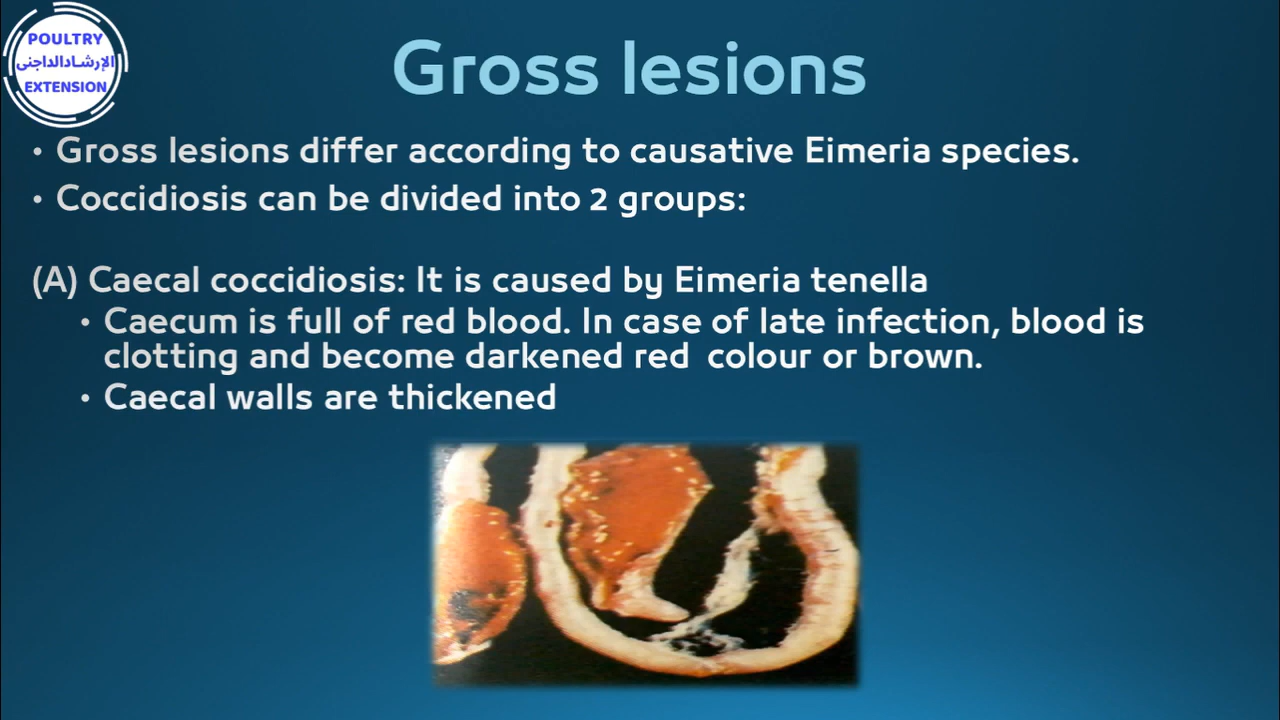 POULTRY
الإرشادالداجنى
EXTENSION
Gross lesions
• Gross lesions differ according to causative Eimeria species.
• Coccidiosis can be divided into 2 groups:
(A) Caecal coccidiosis: It is caused by Eimeria tenella
• Caecum is full of red blood. In case of late infection, blood is
clotting and become darkened red colour or brown.
• Caecal walls are thickened